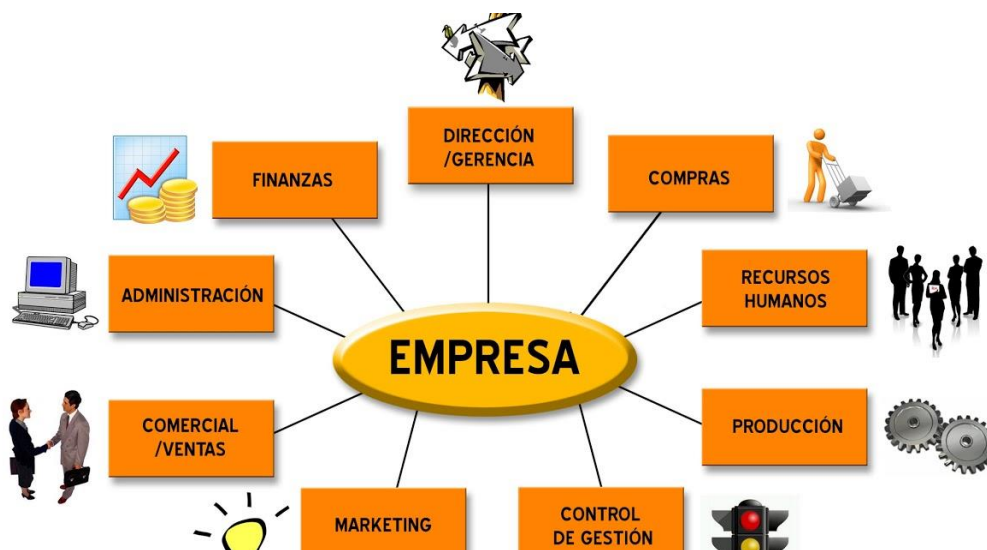 DIRECCIÓN
/GERENCIA
FINANZAS
COMPRAS
ADMINISTRACIÓN
RECURSOS
HUMANOS
EMPRESA
COMERCIAL
/VENTAS
PRODUCCIÓN
MARKETING
CONTROL
DE GESTIÓN